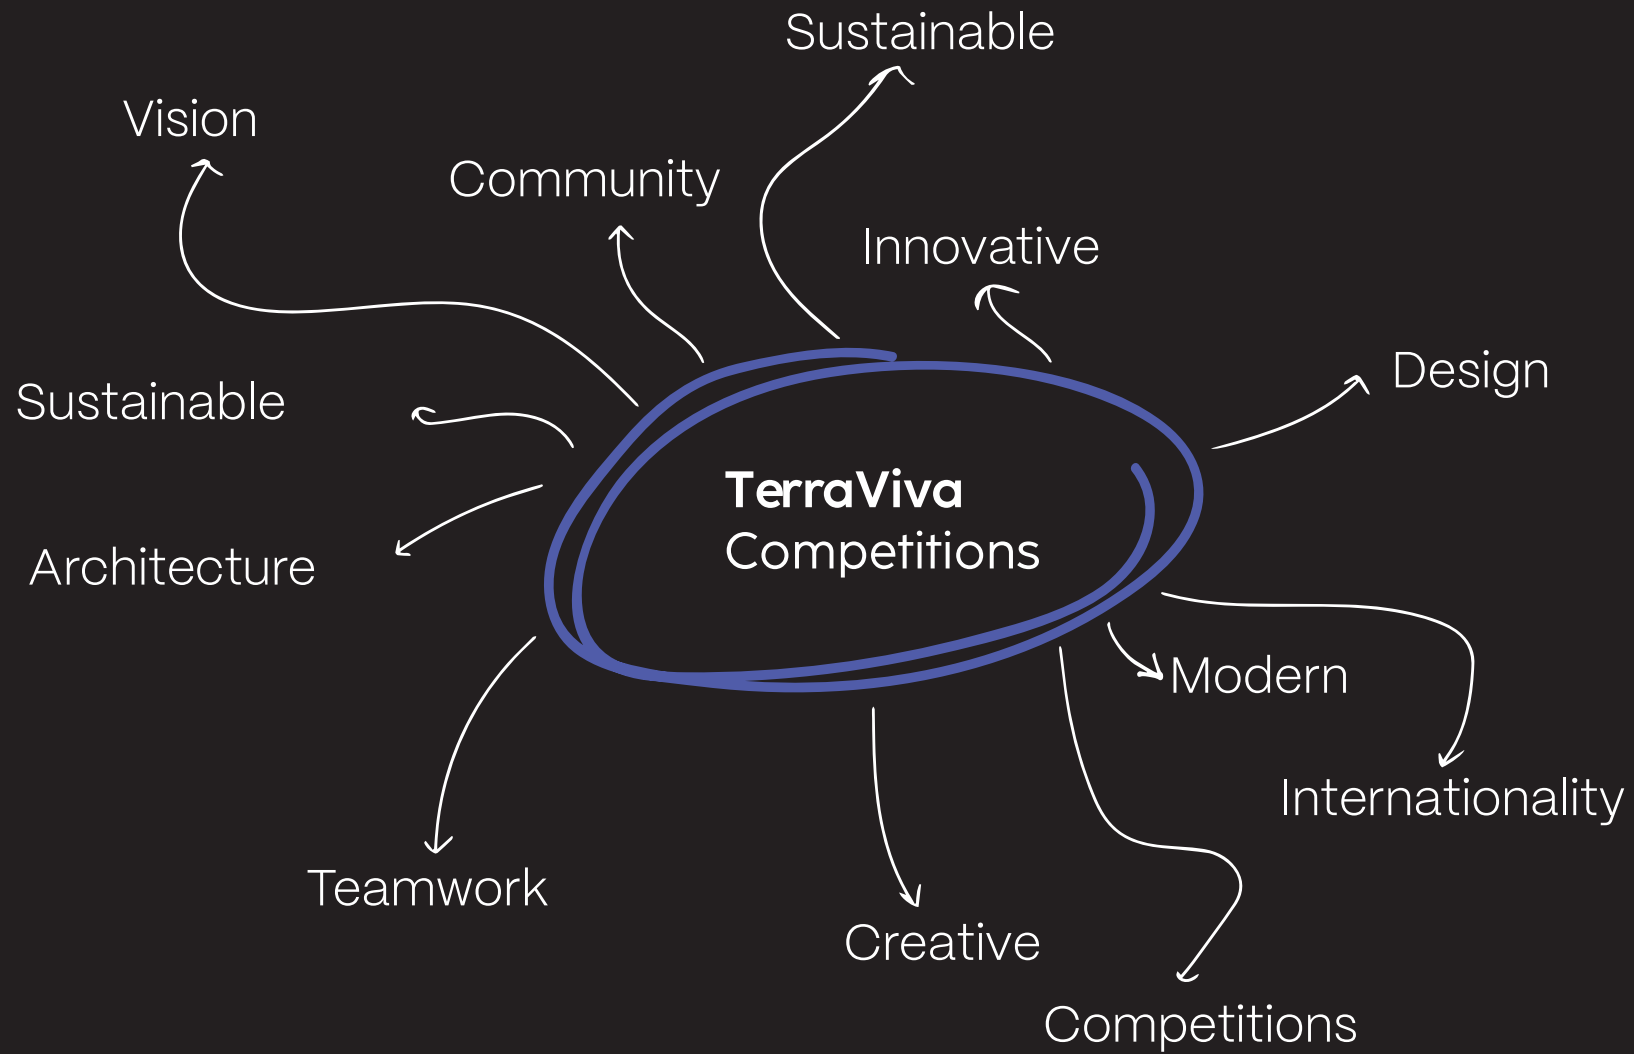 Sustainable
Vision
Community
Innovative
Design
Sustainable
TerraViva
Competitions
Architecture
Modern
Internationality
Teamwork
Creative
Competitions